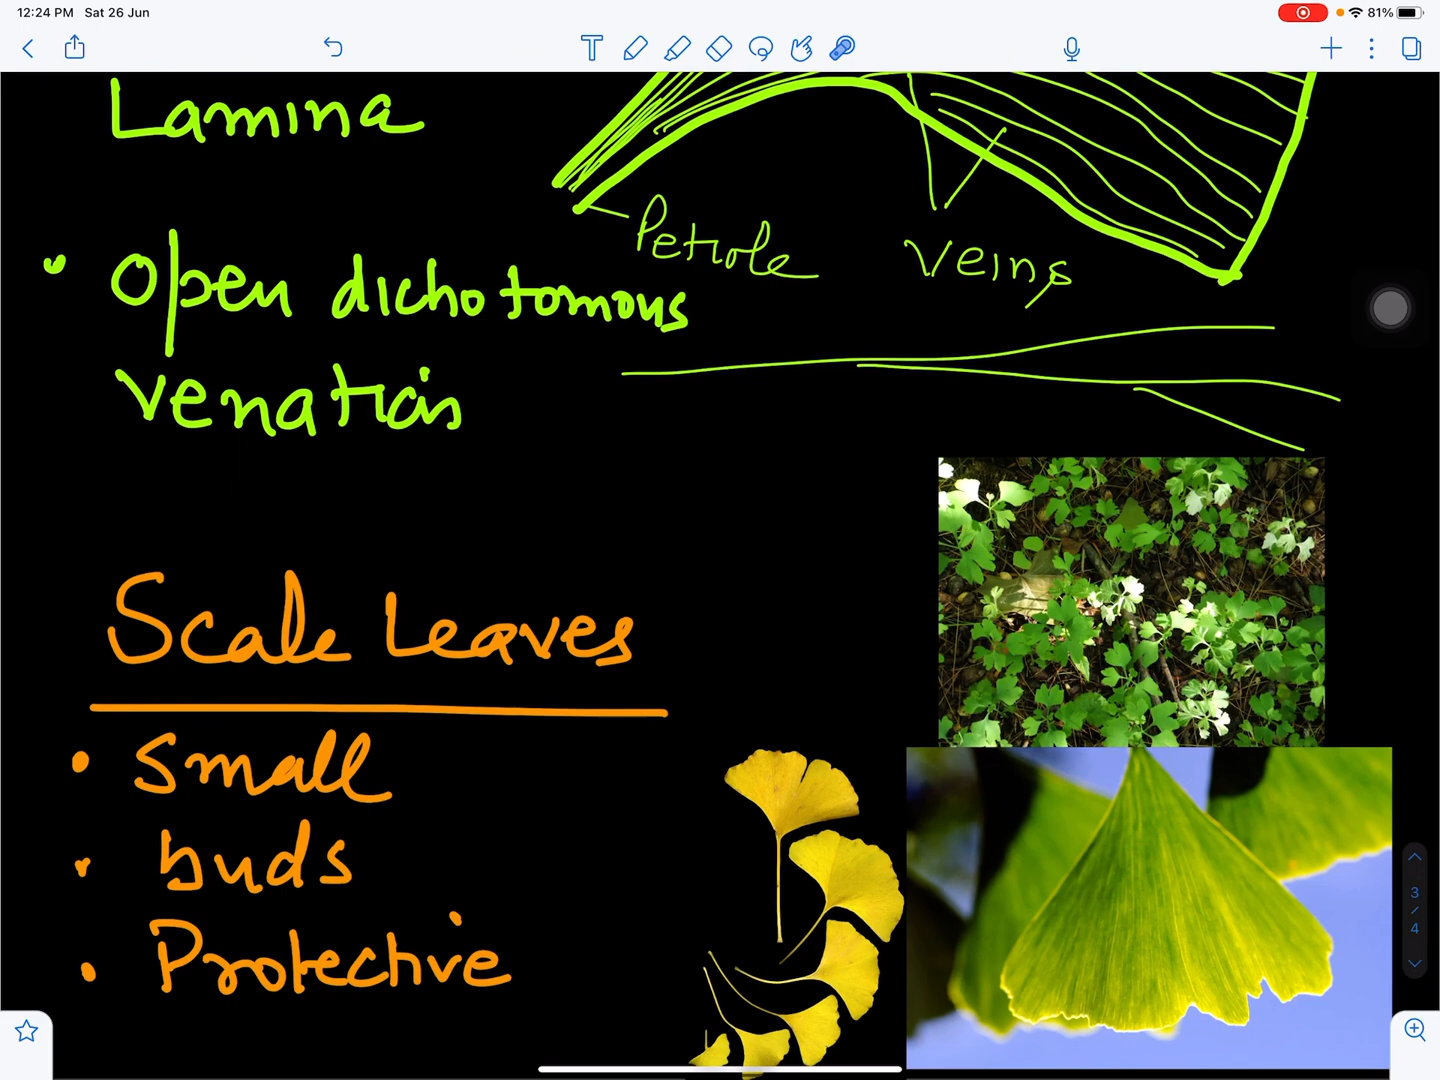 12:24 PM Sat 26 Jun
81%
T
Lamina
Petiole
Veins
• Open dichotomous
venation
Scale Leaves
• Small
• buds
• Protective
3
/
4